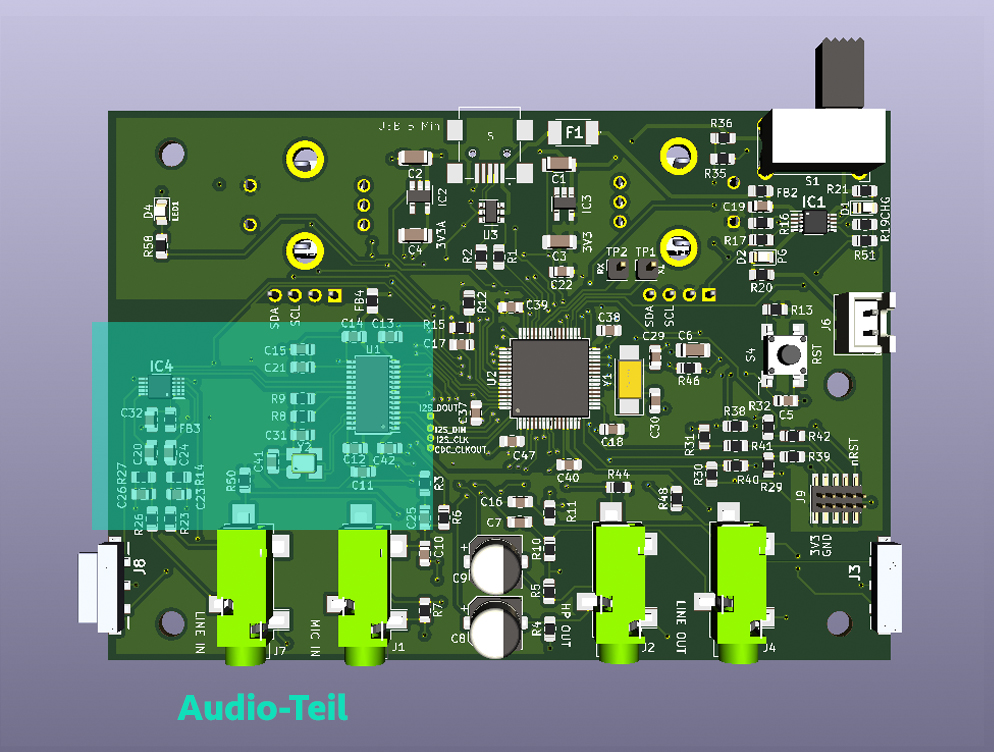 USB 5 Mini
S
F1
R36
R35
S1
C2
C1
IC2
IC3
3V3A
C4
U3
R2
R1
3V3
C3
C22
TP2
TP1
RX
FB2
C19
R16
R17
IC1
D2
PG
R20
R21
D1
R19
CHG
R51
D4
LED1
R58
SDA
SCL
FB4
R12
C39
SDA
SCL
C14
C13
R15
C17
U1
C15
C21
R9
R8
C31
Y2
C41
R50
C12
C42
C11
IC4
C32
FB3
C20
C24
R27
C26
R14
C23
R26
R23
I2S_DOUT
I2S_DIN
I2S_CLK
CDC_CLKOUT
C37
U2
C38
Y1
C29
C6
R46
C30
C18
C47
C40
R13
J6
S4
RST
C5
R38
R32
R31
R41
R42
R39
R30
R40
R29
nRST
J9
3V3
GND
R3
C25
R6
C16
C7
R11
R44
R48
C10
C9
R10
R5
R7
C8
R4
J8
J3
LINE IN
J7
MIC IN
J1
HP OUT
J2
LINE OUT
J4
Audio-Teil